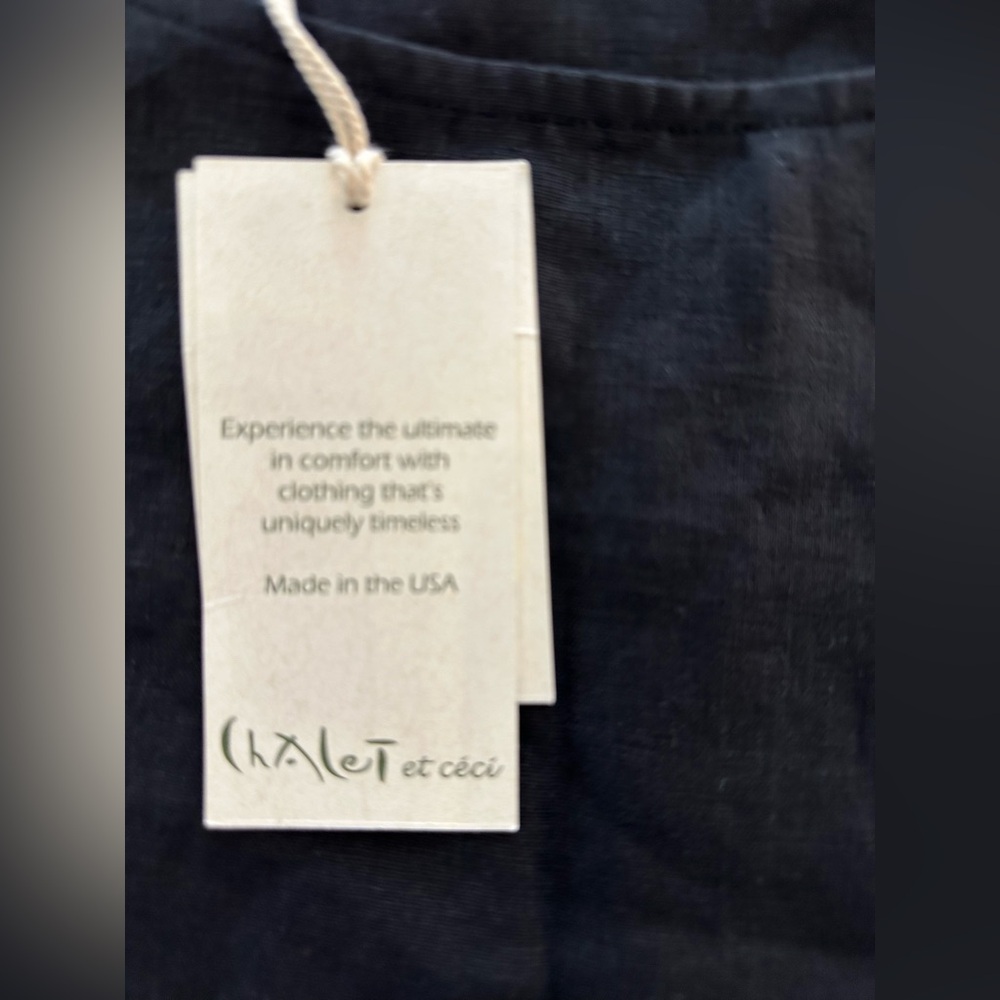 Experience the ultimate
in comfort with
clothing that's
uniquely timeless
Made in the USA
ChALeT et céci